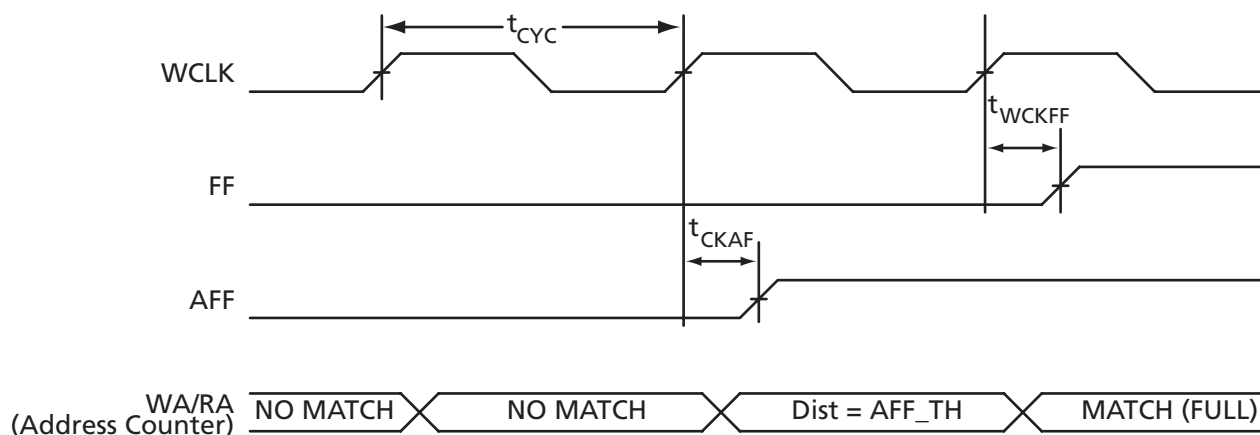 tCYC
WCLK
tWCKFF
FF
tCKAF
AFF
WA/RA
(Address Counter)
NO MATCH
NO MATCH
Dist = AFF_TH
MATCH (FULL)